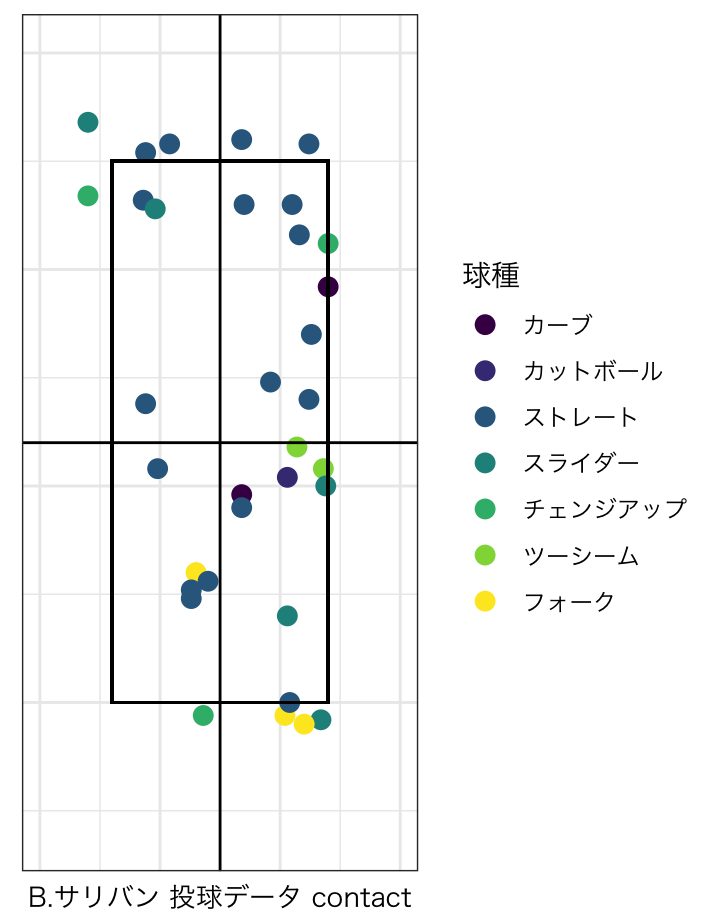 球種
カーブ
カットボール
ストレート
スライダー
チェンジアップ
ツーシーム
フォーク
B.サリバン 投球データ contact